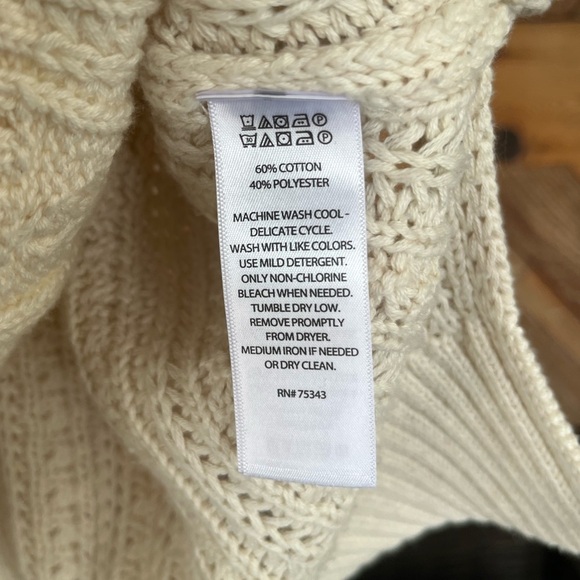 60% COTTON
40% POLYESTER
MACHINE WASH COOL -
DELICATE CYCLE.
WASH WITH LIKE COLORS.
USE MILD DETERGENT.
ONLY NON-CHLORINE
BLEACH WHEN NEEDED.
TUMBLE DRY LOW.
REMOVE PROMPTLY
FROM DRYER.
MEDIUM IRON IF NEEDED
OR DRY CLEAN.
RN# 75343